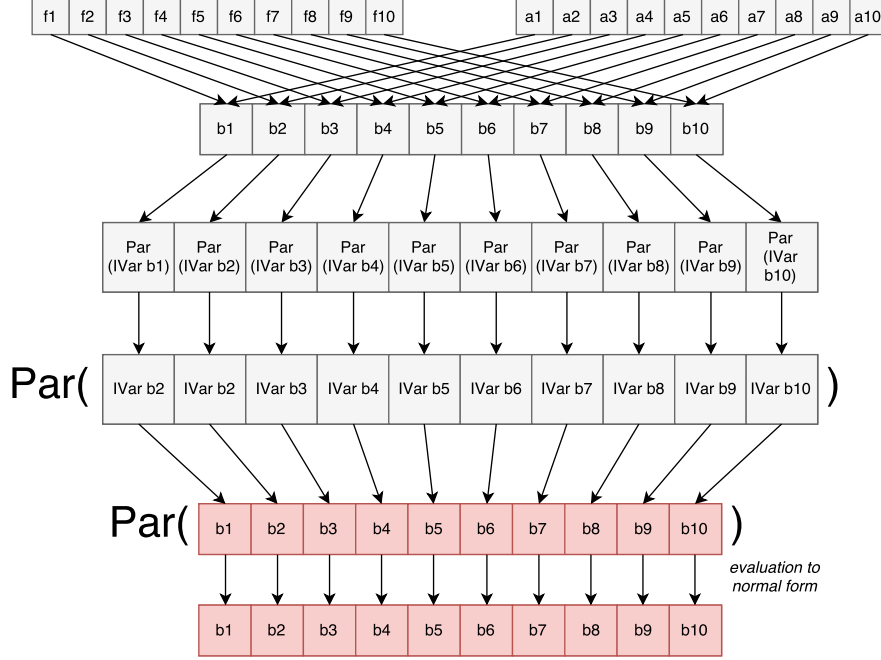 f1 f2 f3 f4 f5 f6 f7 f8 f9 f10 a1 a2 a3 a4 a5 a6 a7 a8 a9 a10
b1 b2 b3 b4 b5 b6 b7 b8 b9 b10
Par (IVar b1) Par (IVar b2) Par (IVar b3) Par (IVar b4) Par (IVar b5) Par (IVar b6) Par (IVar b7) Par (IVar b8) Par (IVar b9) Par (IVar b10)
Par( IVar b2 IVar b2 IVar b3 IVar b4 IVar b5 IVar b6 IVar b7 IVar b8 IVar b9 IVar b10 )
Par( b1 b2 b3 b4 b5 b6 b7 b8 b9 b10 )
evaluation to
normal form
b1 b2 b3 b4 b5 b6 b7 b8 b9 b10